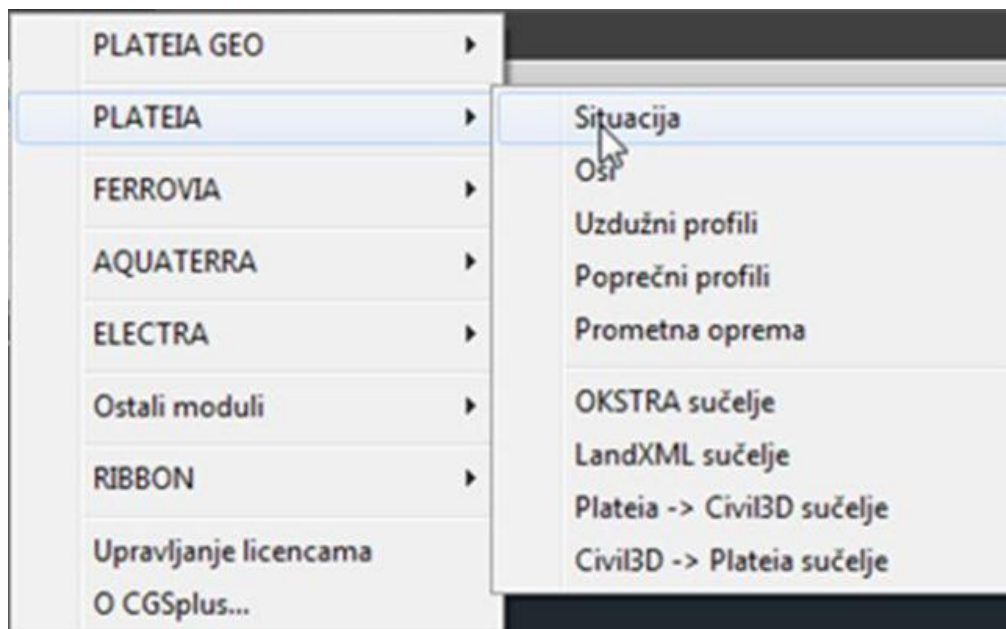 PLATEIA GEO
PLATEIA
FERROVIA
AQUATERRA
ELECTRA
Ostali moduli
RIBBON
Upravljanje licencama
O CGSplus...
Situacija
Osi
Uzdužni profili
Poprečni profili
Prometna oprema
OKSTRA sučelje
LandXML sučelje
Plateia -> Civil3D sučelje
Civil3D -> Plateia sučelje